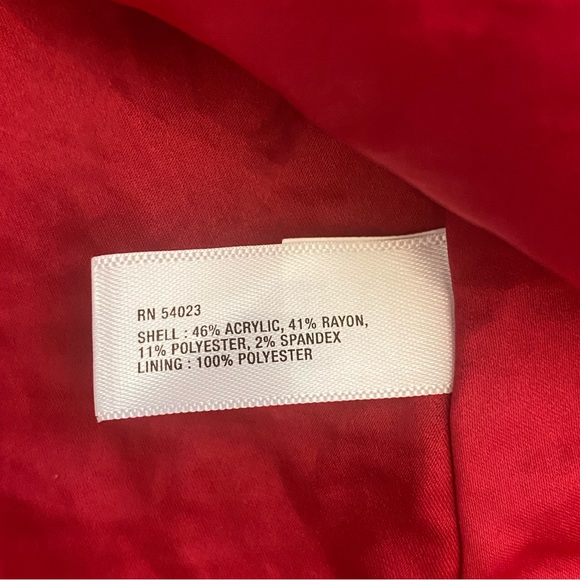 RN 54023
SHELL : 46% ACRYLIC, 41% RAYON,
11% POLYESTER, 2% SPANDEX
LINING : 100% POLYESTER